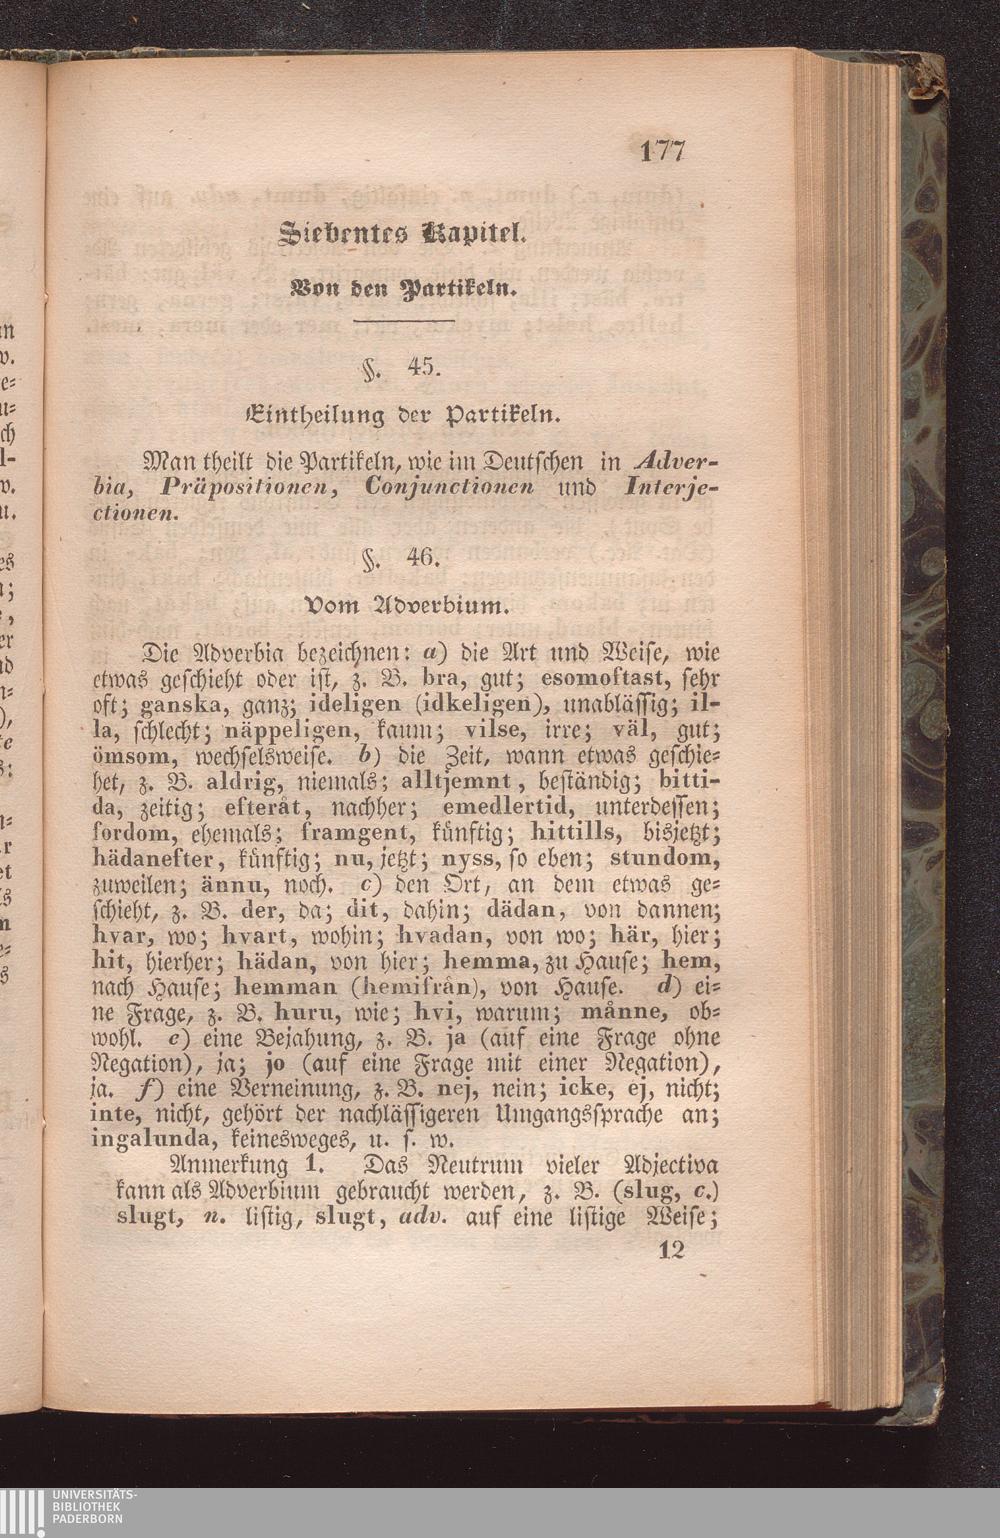 177
Siebentes Kapitel.
Von den Partikeln.
§. 45.
Eintheilung der Partikeln.
Man theilt die Partikeln, wie im Deutschen in Adver-
bia, Präpositionen, Conjunctionen und Interje-
ctionen.
§. 46.
Vom Adverbium.
Die Adverbia bezeichnen: a) die Art und Weise, wie
etwas geschieht oder ist, z. B. bra, gut; esomoftast, sehr
oft; ganska, ganz; ideligen (idkeligen), unablässig; il-
la, schlecht; näppeligen, kaum; vilse, irre; väl, gut;
ömsom, wechselsweise. b) die Zeit, wann etwas geschie-
het, z. B. aldrig, niemals; alltjemnt, beständig; bitti-
da, zeitig; efteråt, nachher; emedlertid, unterdessen;
fordom, ehemals; framgent, künftig; hittills, bisjetzt;
hädanefter, künftig; nu, jetzt; nyss, so eben; stundom,
zuweilen; ännu, noch. c) den Ort, an dem etwas ge-
schieht, z. B. der, da; dit, dahin; dädan, von dannen;
hvar, wo; hvart, wohin; hvadan, von wo; här, hier;
hit, hierher; hädan, von hier; hemma, zu Hause; hem,
nach Hause; hemman (hemifrån), von Hause. d) ei-
ne Frage, z. B. huru, wie; hvi, warum; månne, ob-
wohl. e) eine Bejahung, z. B. ja (auf eine Frage ohne
Negation), ja; jo (auf eine Frage mit einer Negation),
ja. f) eine Verneinung, z. B. nej, nein; icke, ej, nicht;
inte, nicht, gehört der nachlässigeren Umgangssprache an;
ingalunda, keinesweges, u. s. w.
Anmerkung 1. Das Neutrum vieler Adjectiva
kann als Adverbium gebraucht werden, z. B. (slug, c.)
slugt, n. listig, slugt, adv. auf eine listige Weise;
12
UNIVERSITÄTS-
BIBLIOTHEK
PADERBORN